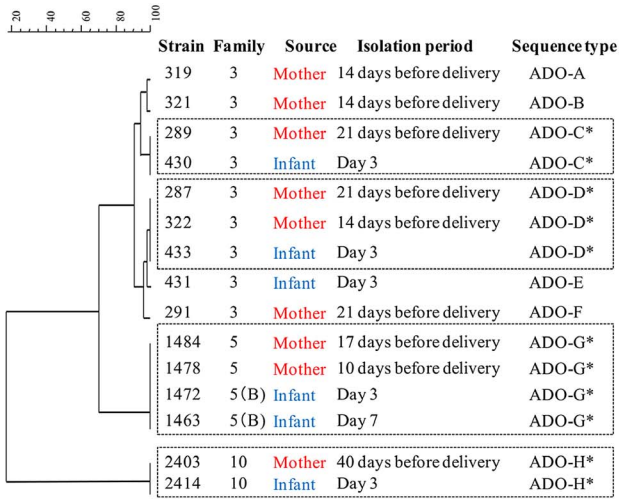 20 40 60 80 100
Strain Family Source Isolation period Sequence type
319 3 Mother 14 days before delivery ADO-A
321 3 Mother 14 days before delivery ADO-B
289 3 Mother 21 days before delivery ADO-C*
430 3 Infant Day 3 ADO-C*
287 3 Mother 21 days before delivery ADO-D*
322 3 Mother 14 days before delivery ADO-D*
433 3 Infant Day 3 ADO-D*
431 3 Infant Day 3 ADO-E
291 3 Mother 21 days before delivery ADO-F
1484 5 Mother 17 days before delivery ADO-G*
1478 5 Mother 10 days before delivery ADO-G*
1472 5(B) Infant Day 3 ADO-G*
1463 5(B) Infant Day 7 ADO-G*
2403 10 Mother 40 days before delivery ADO-H*
2414 10 Infant Day 3 ADO-H*